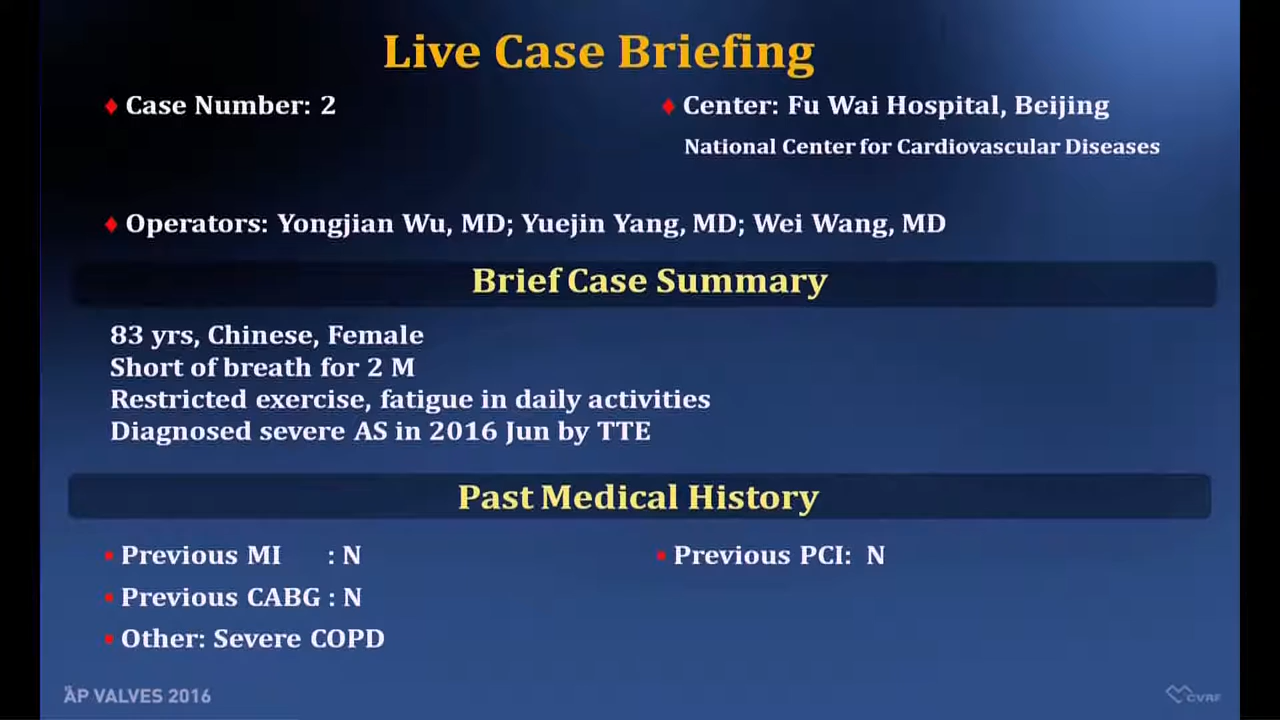 Live Case Briefing
♦ Case Number: 2
♦ Center: Fu Wai Hospital, Beijing
National Center for Cardiovascular Diseases
♦ Operators: Yongjian Wu, MD; Yuejin Yang, MD; Wei Wang, MD
Brief Case Summary
83 yrs, Chinese, Female
Short of breath for 2 M
Restricted exercise, fatigue in daily activities
Diagnosed severe AS in 2016 Jun by TTE
Past Medical History
▪ Previous MI : N
▪ Previous PCI: N
▪ Previous CABG : N
▪ Other: Severe COPD
AP VALVES 2016
CVRF